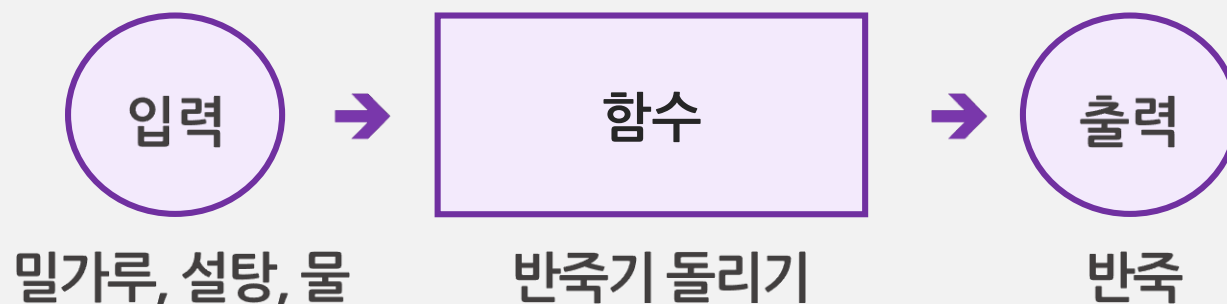 입력
함수
출력
밀가루, 설탕, 물
반죽기 돌리기
반죽